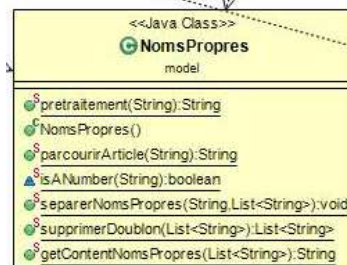 <<Java Class>>
NomsPropres
model
pretraitement(String):String
NomsPropres()
parcourirArticle(String):String
isANumber(String):boolean
separerNomsPropres(String,List<String>):void
supprimerDoublon(List<String>):List<String>
getContentNomsPropres(List<String>):String